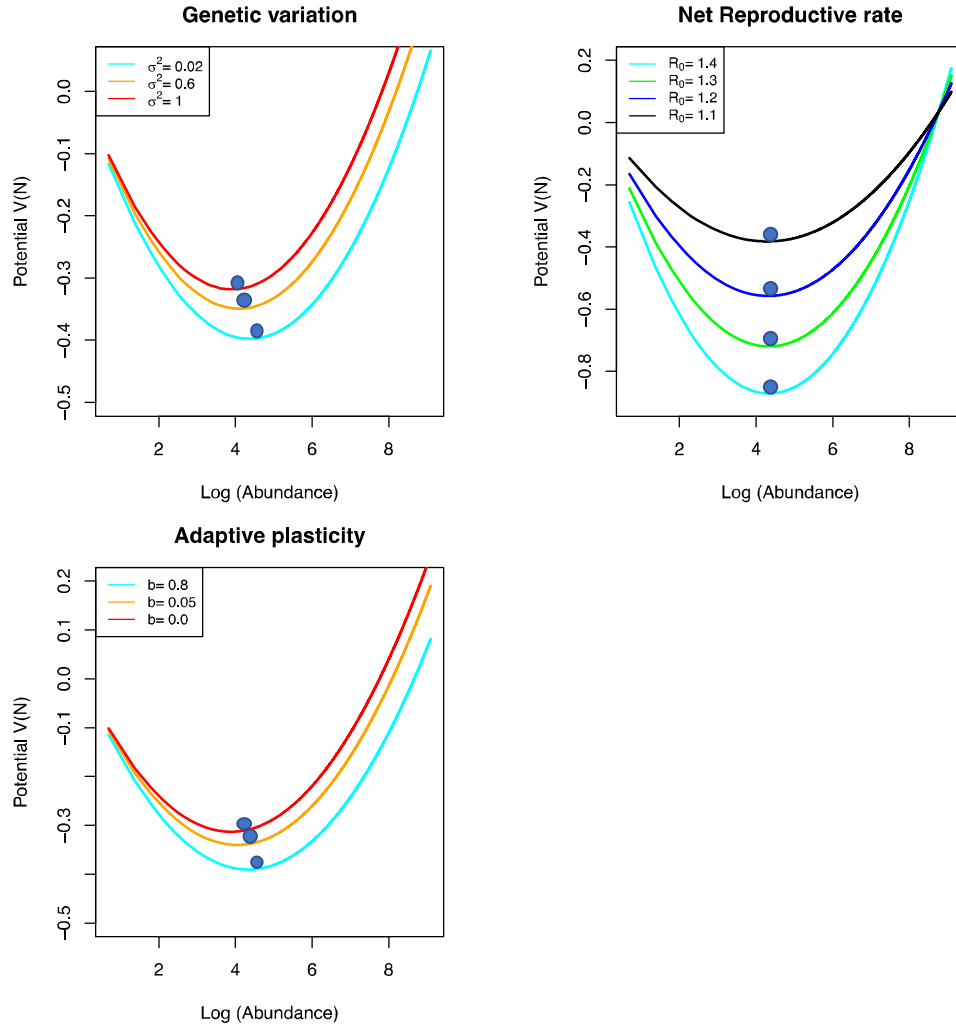 Genetic variation
σ²= 0.02
σ²= 0.6
σ²= 1
0.0
−0.1
−0.2
−0.3
−0.4
−0.5
Potential V(N)
2 4 6 8
Log (Abundance)
Net Reproductive rate
R₀= 1.4
R₀= 1.3
R₀= 1.2
R₀= 1.1
0.2
0.0
−0.2
−0.4
−0.6
−0.8
Potential V(N)
2 4 6 8
Log (Abundance)
Adaptive plasticity
b= 0.8
b= 0.05
b= 0.0
0.2
0.1
0.0
−0.1
−0.3
−0.5
Potential V(N)
2 4 6 8
Log (Abundance)